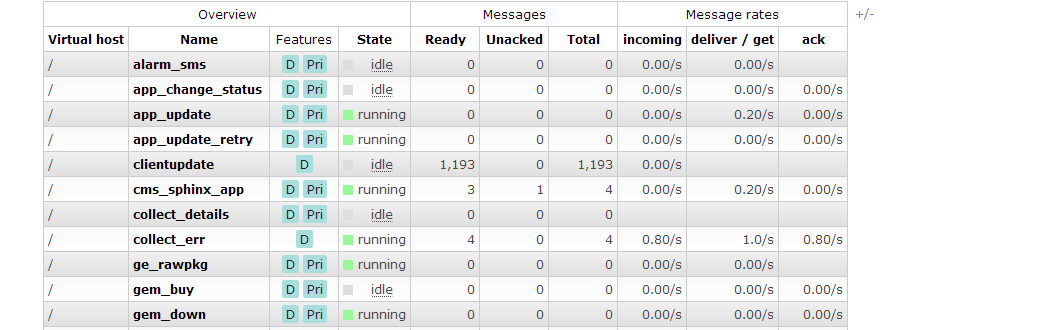 Overview Messages Message rates +/-
Virtual host Name Features State Ready Unacked Total incoming deliver / get ack
/ alarm_sms D Pri idle 0 0 0 0.00/s 0.00/s
/ app_change_status D Pri idle 0 0 0 0.00/s 0.00/s 0.00/s
/ app_update D Pri running 0 0 0 0.00/s 0.20/s 0.00/s
/ app_update_retry D Pri running 0 0 0 0.00/s 0.00/s 0.00/s
/ clientupdate D idle 1,193 0 1,193 0.00/s
/ cms_sphinx_app D Pri running 3 1 4 0.00/s 0.20/s 0.00/s
/ collect_details D Pri idle 0 0 0
/ collect_err D running 4 0 4 0.80/s 1.0/s 0.80/s
/ ge_rawpkg D Pri running 0 0 0 0.00/s 0.00/s
/ gem_buy D Pri idle 0 0 0 0.00/s 0.00/s 0.00/s
/ gem_down D Pri running 0 0 0 0.00/s 0.00/s 0.00/s